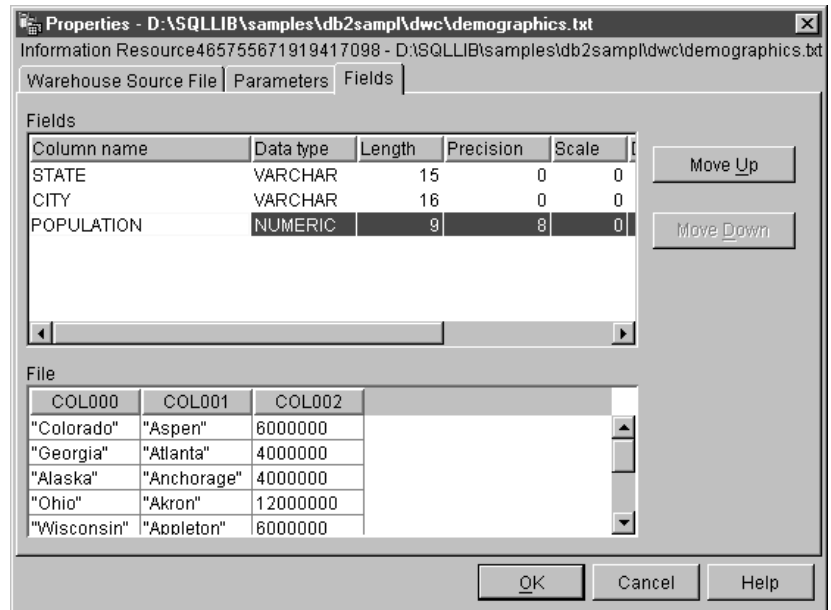 Properties - D:\SQLLIB\samples\db2sampl\dwc\demographics.txt
Information Resource465755671919417098 - D:\SQLLIB\samples\db2sampl\dwc\demographics.txt
Warehouse Source File Parameters Fields
Fields
Column name Data type Length Precision Scale
STATE VARCHAR 15 0 0
CITY VARCHAR 16 0 0
POPULATION NUMERIC 9 8 0
Move Up
Move Down
File
COL000 COL001 COL002
"Colorado" "Aspen" 6000000
"Georgia" "Atlanta" 4000000
"Alaska" "Anchorage" 4000000
"Ohio" "Akron" 12000000
"Wisconsin" "Appleton" 6000000
OK Cancel Help